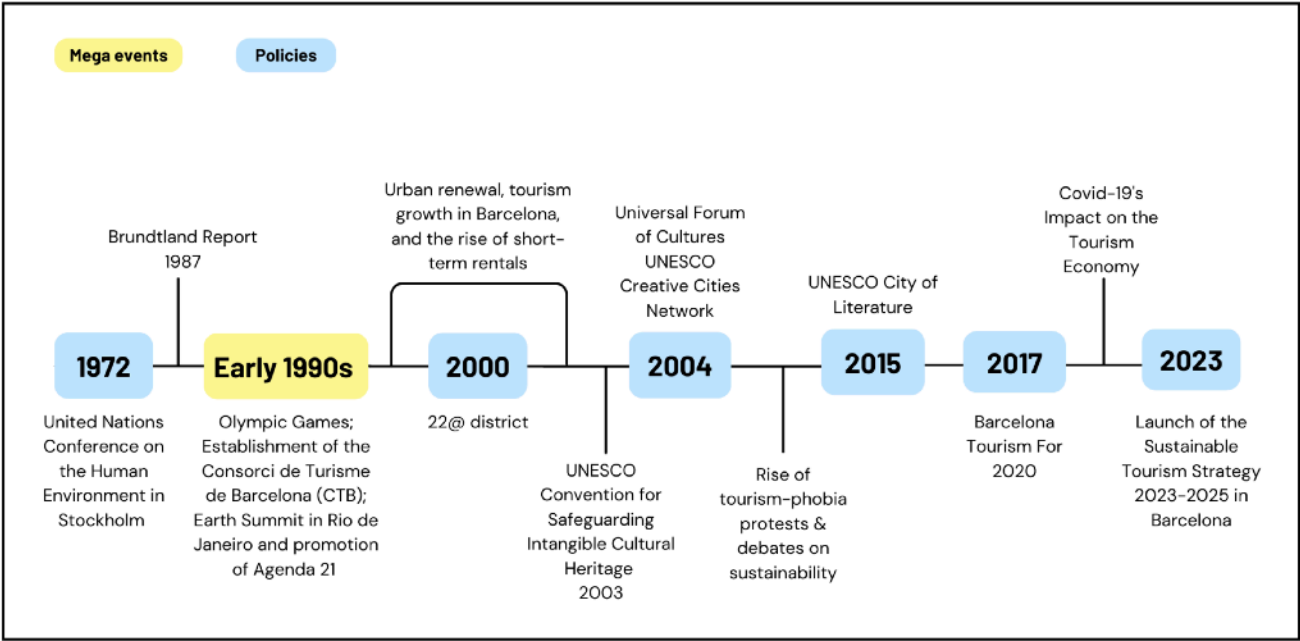 Mega events
Policies
Brundtland Report
1987
Urban renewal, tourism
growth in Barcelona,
and the rise of short-
term rentals
Universal Forum
of Cultures
UNESCO
Creative Cities
Network
UNESCO City of
Literature
Covid-19's
Impact on the
Tourism
Economy
1972
Early 1990s
2000
2004
2015
2017
2023
United Nations
Conference on
the Human
Environment in
Stockholm
Olympic Games;
Establishment of the
Consorci de Turisme
de Barcelona (CTB);
Earth Summit in Rio de
Janeiro and promotion
of Agenda 21
22@ district
UNESCO
Convention for
Safeguarding
Intangible Cultural
Heritage
2003
Rise of
tourism-phobia
protests &
debates on
sustainability
Barcelona
Tourism For
2020
Launch of the
Sustainable
Tourism Strategy
2023-2025 in
Barcelona